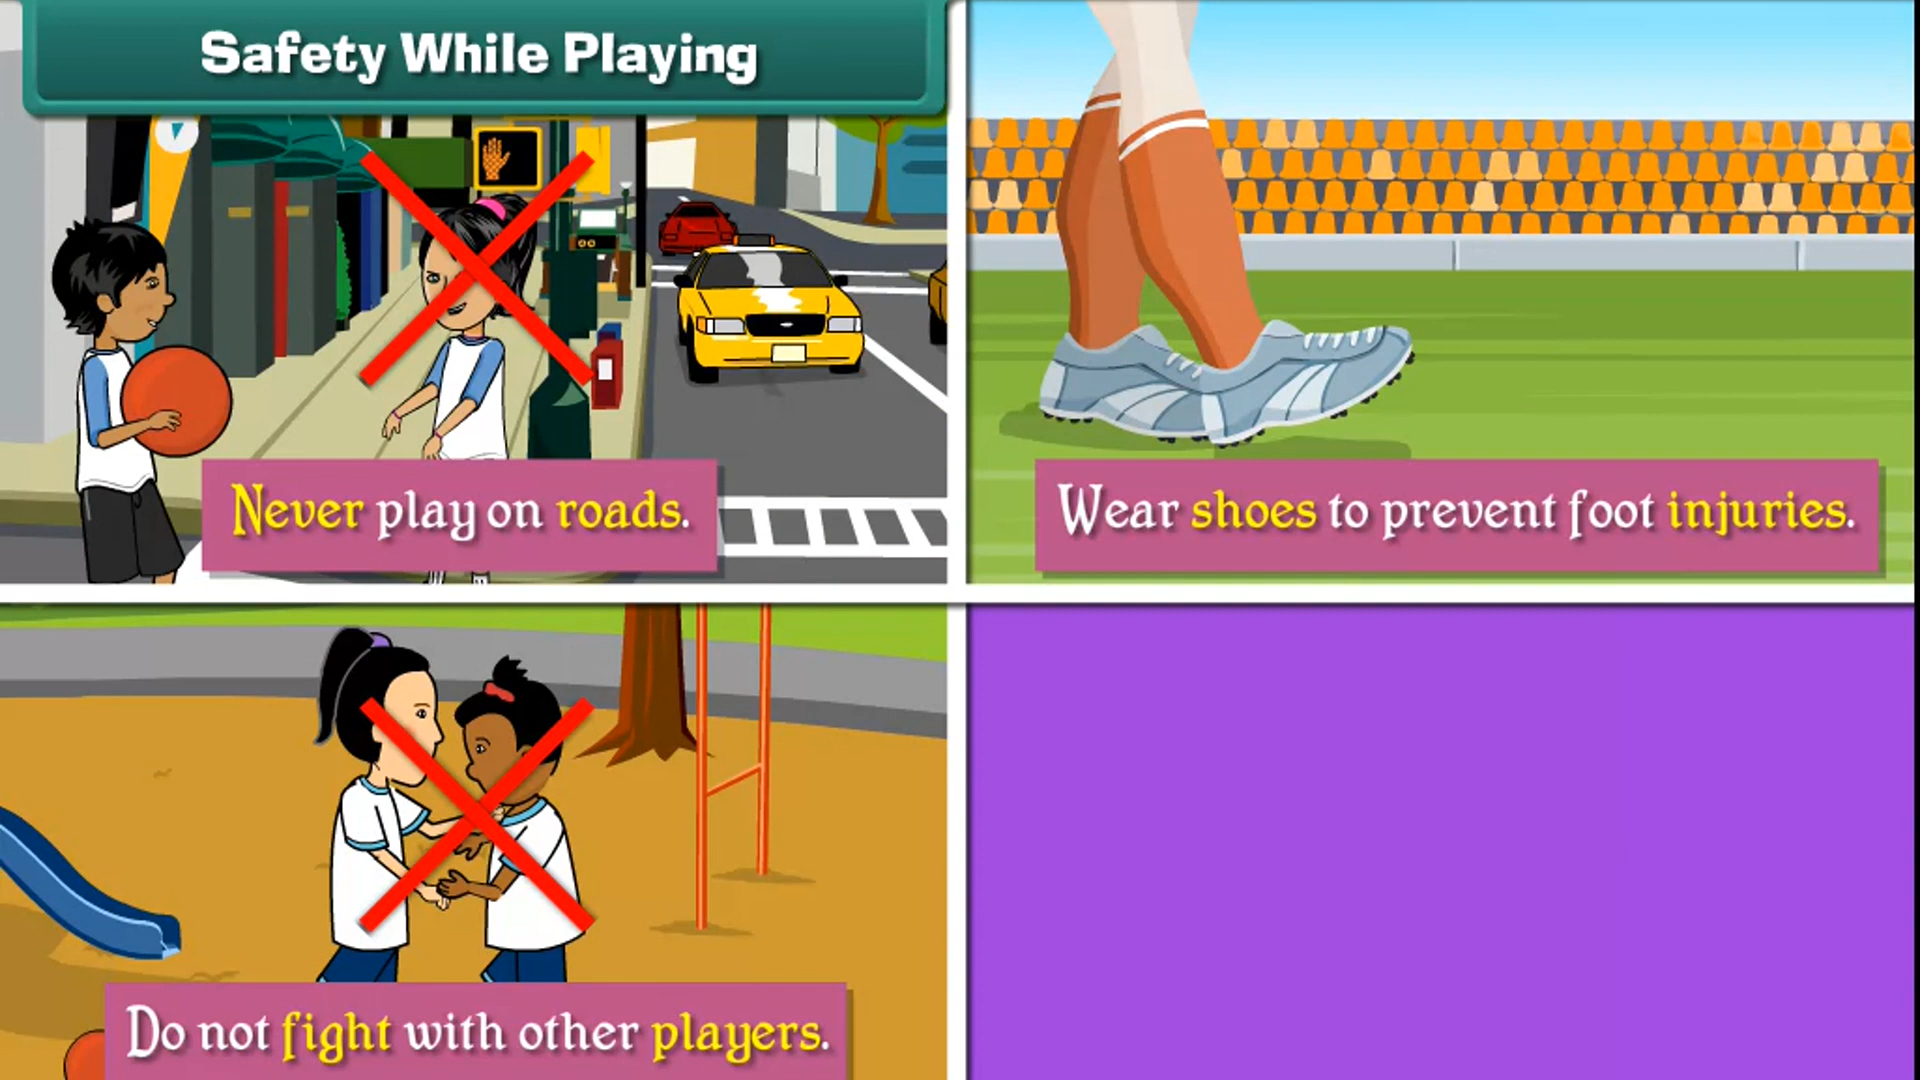 Safety While Playing
Never play on roads.
Wear shoes to prevent foot injuries.
Do not fight with other players.